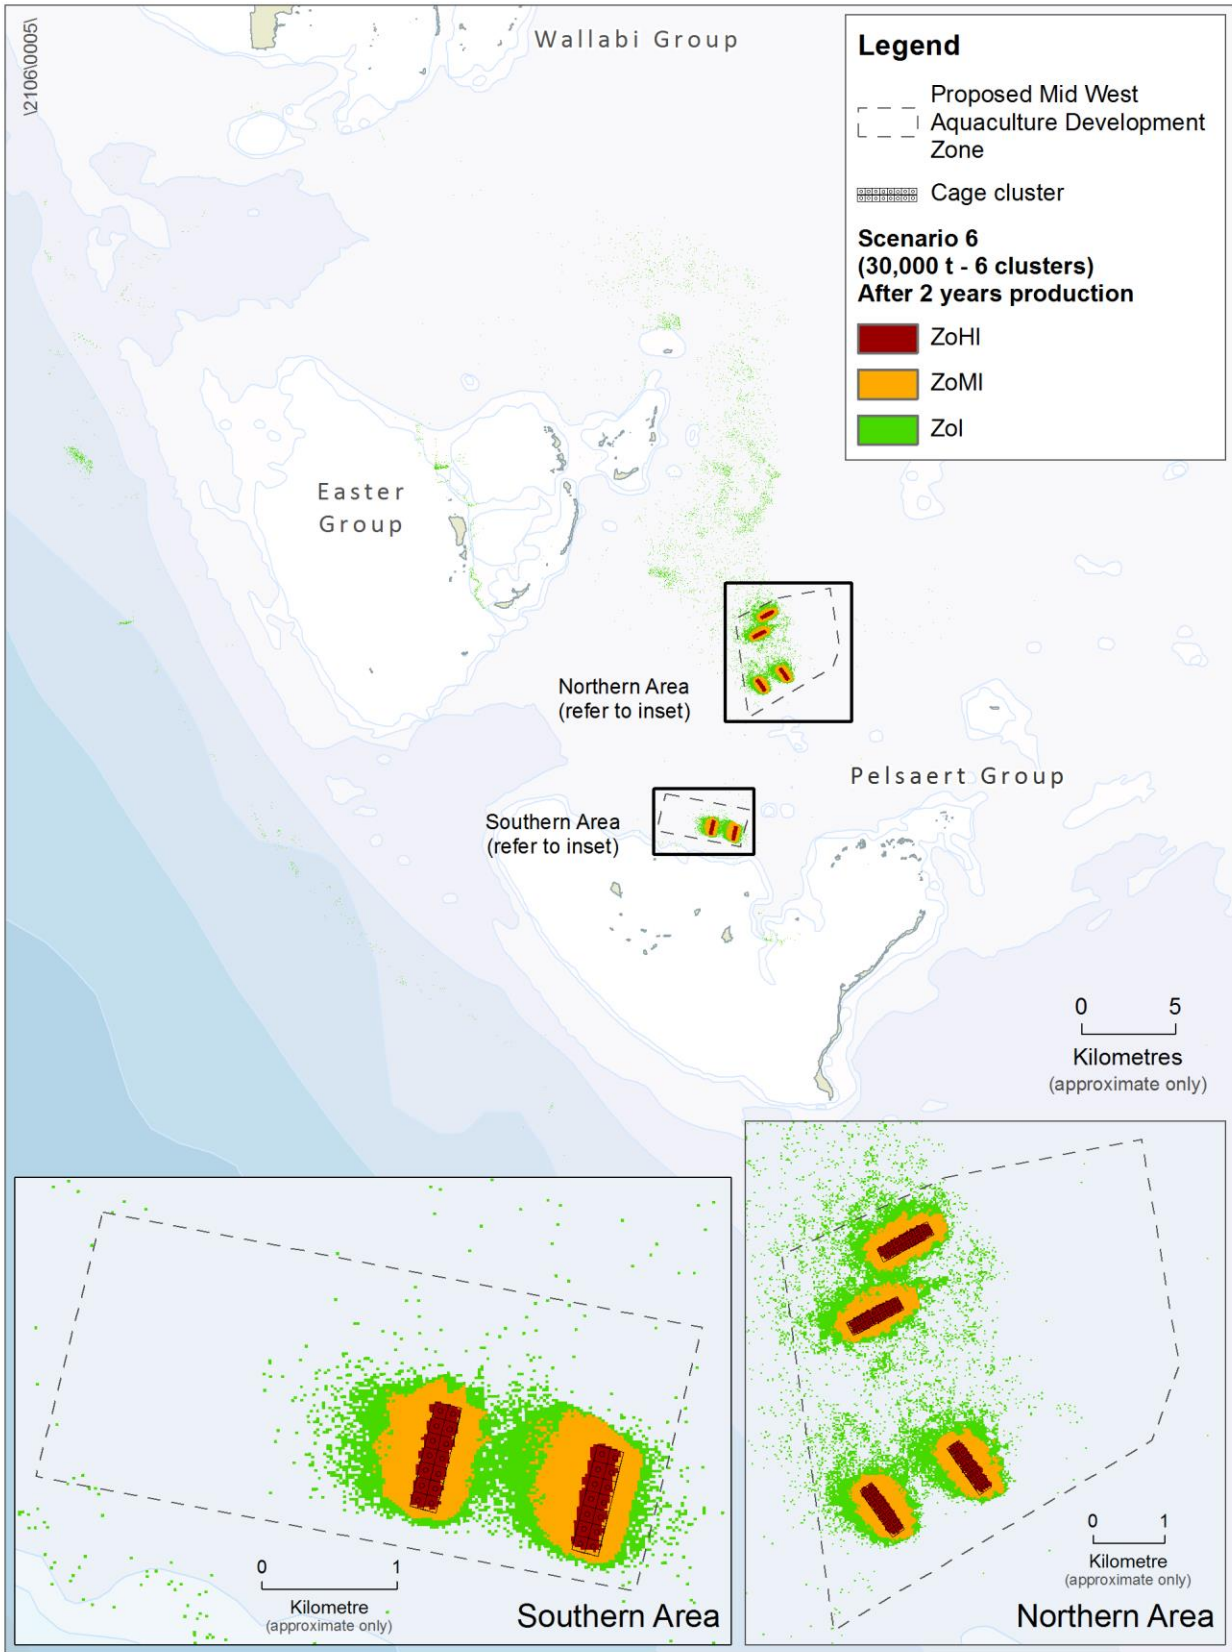 \2106\0005\
Wallabi Group
Legend
Proposed Mid West
Aquaculture Development
Zone
Cage cluster
Scenario 6
(30,000 t - 6 clusters)
After 2 years production
ZoHI
ZoMI
ZoI
Easter
Group
Northern Area
(refer to inset)
Pelsaert Group
Southern Area
(refer to inset)
0 5
Kilometres
(approximate only)
0 1
Kilometre
(approximate only)
Southern Area
0 1
Kilometre
(approximate only)
Northern Area